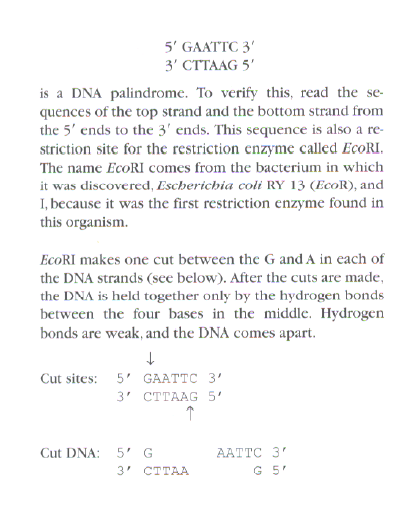 5′ GAATTC 3′
3′ CTTAAG 5′
is a DNA palindrome. To verify this, read the se-
quences of the top strand and the bottom strand from
the 5′ ends to the 3′ ends. This sequence is also a re-
striction site for the restriction enzyme called EcoRI.
The name EcoRI comes from the bacterium in which
it was discovered, Escherichia coli RY 13 (EcoR), and
I, because it was the first restriction enzyme found in
this organism.
EcoRI makes one cut between the G and A in each of
the DNA strands (see below). After the cuts are made,
the DNA is held together only by the hydrogen bonds
between the four bases in the middle. Hydrogen
bonds are weak, and the DNA comes apart.
↓
Cut sites: 5′ GAATTC 3′
3′ CTTAAG 5′
↑
Cut DNA: 5′ G AATTC 3′
3′ CTTAA G 5′